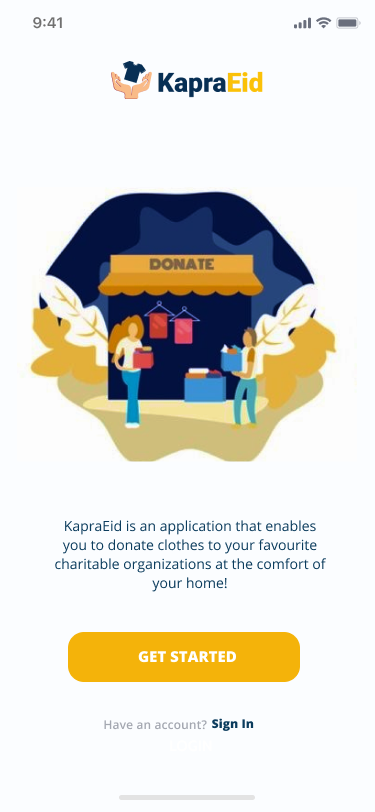 9:41
KapraEid
DONATE
KapraEid is an application that enables
you to donate clothes to your favourite
charitable organizations at the comfort of
your home!
GET STARTED
Have an account? Sign In